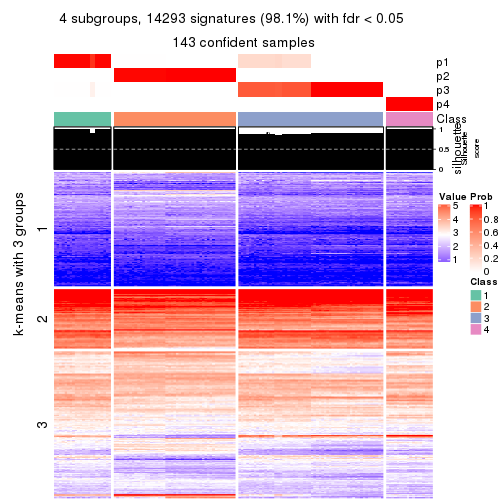 4 subgroups, 14293 signatures (98.1%) with fdr < 0.05
143 confident samples
p1
p2
p3
p4
Class
1
0.5
0
silhouette
Silhouette
score
k-means with 3 groups
1
2
3
Value
5
4
3
2
1
Prob
1
0.8
0.6
0.4
0.2
0
Class
1
2
3
4